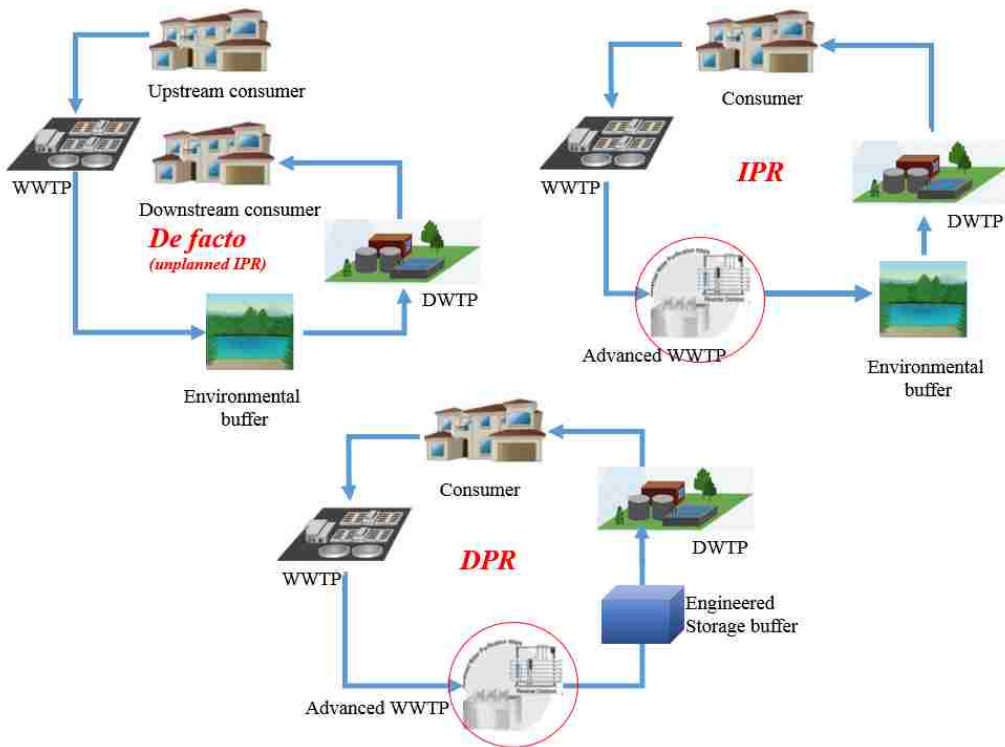 Upstream consumer
WWTP
Downstream consumer
De facto
(unplanned IPR)
DWTP
Environmental
buffer
Consumer
WWTP
IPR
DWTP
Advanced WWTP
Environmental
buffer
Consumer
WWTP
DPR
DWTP
Engineered
Storage buffer
Advanced WWTP